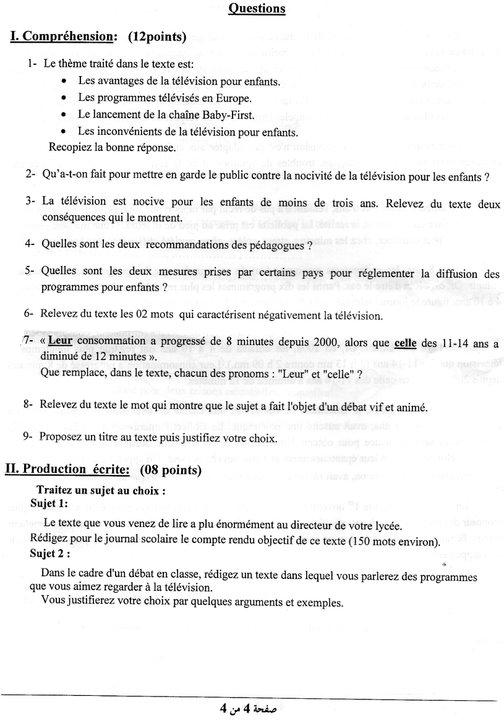 Questions
I. Compréhension: (12points)
1- Le thème traité dans le texte est:
• Les avantages de la télévision pour enfants.
• Les programmes télévisés en Europe.
• Le lancement de la chaîne Baby-First.
• Les inconvénients de la télévision pour enfants.
Recopiez la bonne réponse.
2- Qu'a-t-on fait pour mettre en garde le public contre la nocivité de la télévision pour les enfants ?
3- La télévision est nocive pour les enfants de moins de trois ans. Relevez du texte deux
conséquences qui le montrent.
4- Quelles sont les deux recommandations des pédagogues ?
5- Quelles sont les deux mesures prises par certains pays pour réglementer la diffusion des
programmes pour enfants ?
6- Relevez du texte les 02 mots qui caractérisent négativement la télévision.
7- « Leur consommation a progressé de 8 minutes depuis 2000, alors que celle des 11-14 ans a
diminué de 12 minutes ».
Que remplace, dans le texte, chacun des pronoms : "Leur" et "celle" ?
8- Relevez du texte le mot qui montre que le sujet a fait l'objet d'un débat vif et animé.
9- Proposez un titre au texte puis justifiez votre choix.
II. Production écrite: (08 points)
Traitez un sujet au choix :
Sujet 1:
Le texte que vous venez de lire a plu énormément au directeur de votre lycée.
Rédigez pour le journal scolaire le compte rendu objectif de ce texte (150 mots environ).
Sujet 2 :
Dans le cadre d'un débat en classe, rédigez un texte dans lequel vous parlerez des programmes
que vous aimez regarder à la télévision.
Vous justifierez votre choix par quelques arguments et exemples.
صفحة 4 من 4